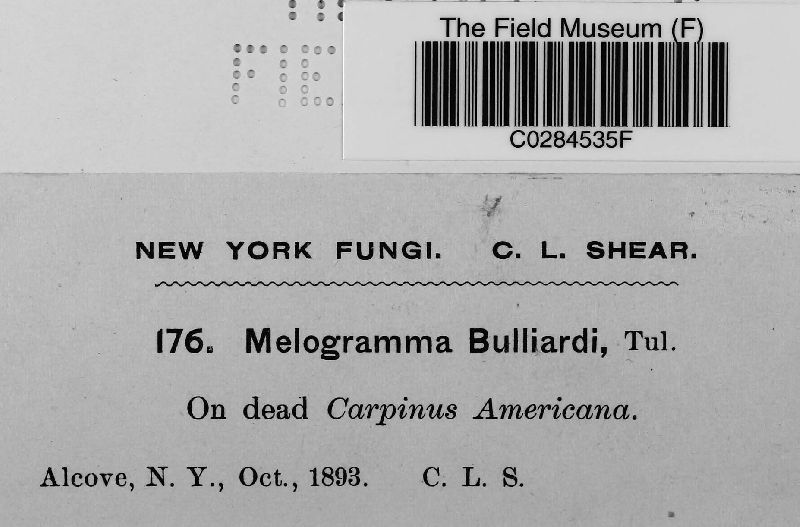 The Field Museum (F)
C0284535F
NEW YORK FUNGI. C. L. SHEAR.
176. Melogramma Bulliardi, Tul.
On dead Carpinus Americana.
Alcove, N. Y., Oct., 1893. C. L. S.